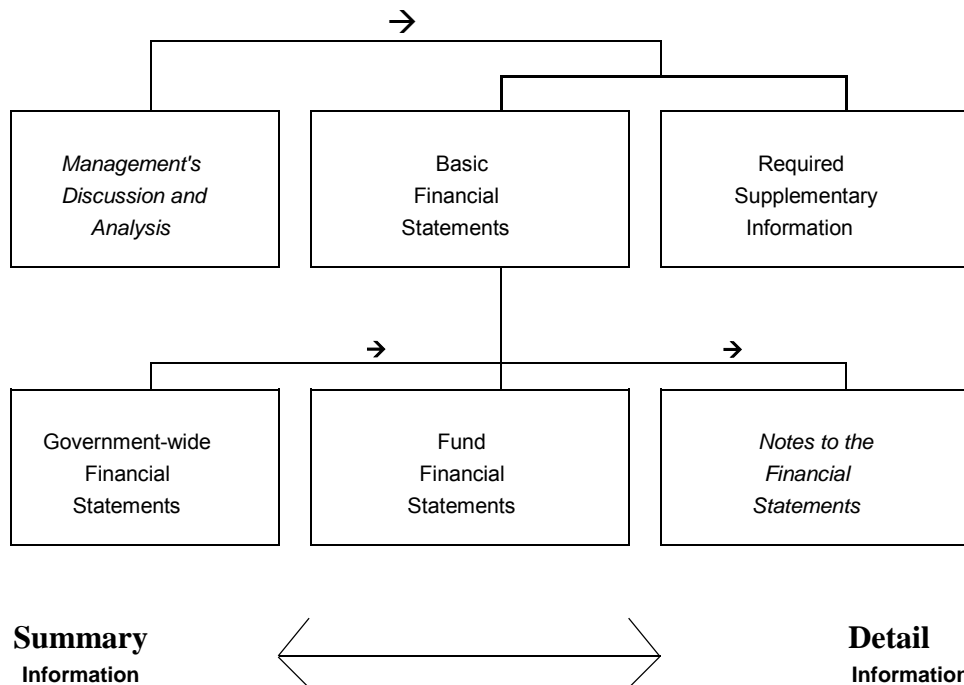 →
Management's
Discussion and
Analysis
Basic
Financial
Statements
Required
Supplementary
Information
→ →
Government-wide
Financial
Statements
Fund
Financial
Statements
Notes to the
Financial
Statements
Summary
Information
Detail
Information